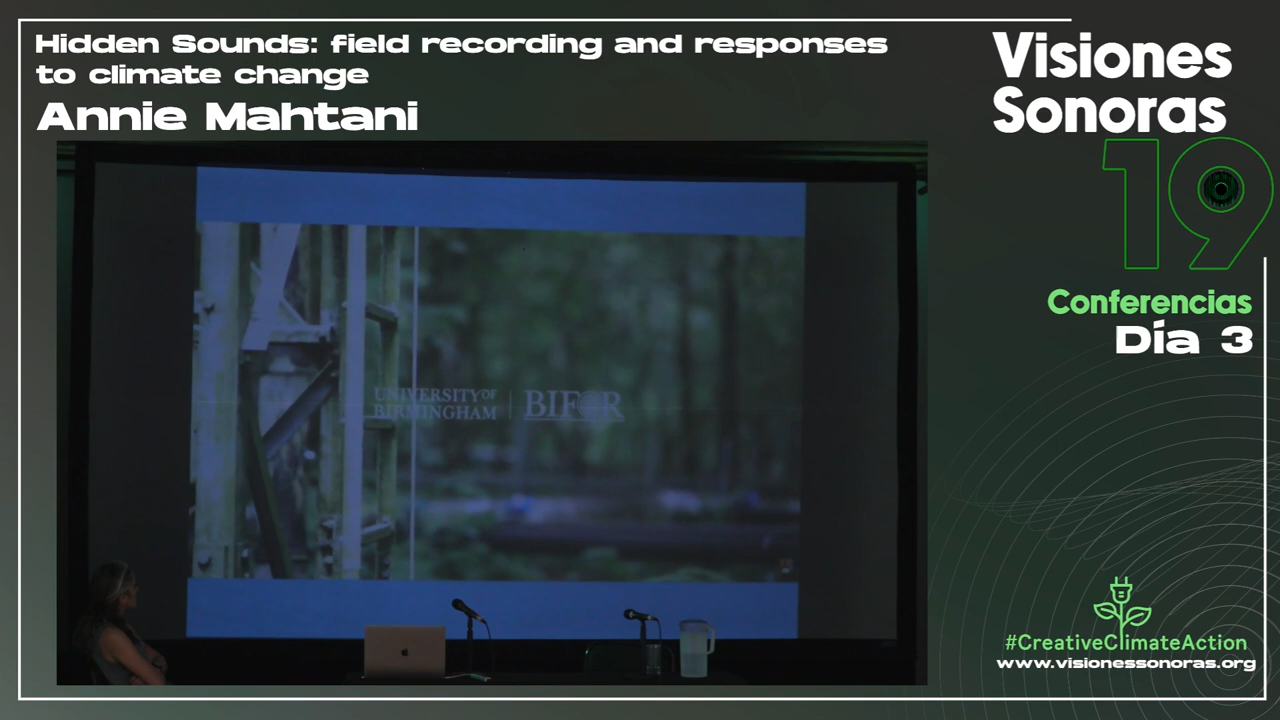 Hidden Sounds: field recording and responses
to climate change
Annie Mahtani
Visiones
Sonoras
19
Conferencias
Día 3
UNIVERSITY OF
BIRMINGHAM
BIFOR
#CreativeClimateAction
www.visionessonoras.org